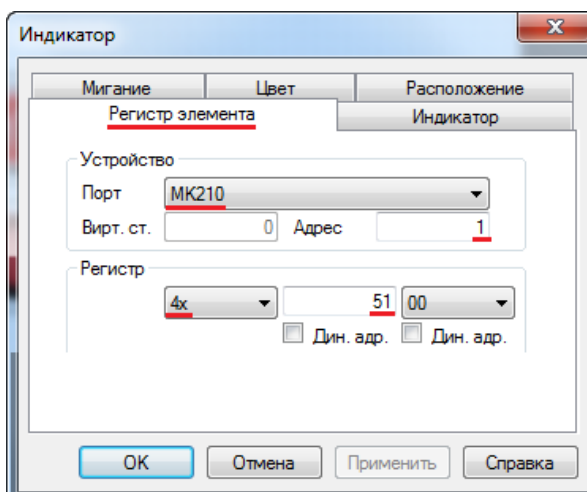 Индикатор
Мигание Цвет Расположение
Регистр элемента Индикатор
Устройство
Порт МК210
Вирт. ст. 0 Адрес 1
Регистр
4x 51 00
Дин. адр. Дин. адр.
OK Отмена Применить Справка